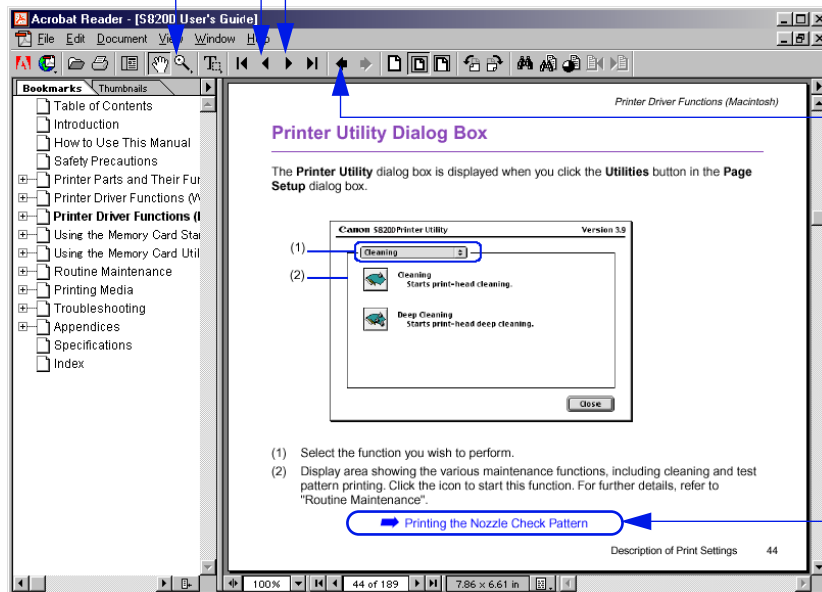 Acrobat Reader - [S8200 User's Guide]
File Edit Document View Window Help
Bookmarks Thumbnails
Table of Contents
Introduction
How to Use This Manual
Safety Precautions
Printer Parts and Their Fur
Printer Driver Functions (W
Printer Driver Functions (
Using the Memory Card Sta
Using the Memory Card Util
Routine Maintenance
Printing Media
Troubleshooting
Appendices
Specifications
Index
Printer Driver Functions (Macintosh)
Printer Utility Dialog Box
The Printer Utility dialog box is displayed when you click the Utilities button in the Page
Setup dialog box.
Canon S8200 Printer Utility Version 3.9
(1) Cleaning
(2) Cleaning
Starts print-head cleaning.
Deep Cleaning
Starts print-head deep cleaning.
Close
(1) Select the function you wish to perform.
(2) Display area showing the various maintenance functions, including cleaning and test
pattern printing. Click the icon to start this function. For further details, refer to
"Routine Maintenance".
Printing the Nozzle Check Pattern
Description of Print Settings 44
100% 44 of 189 7.86 × 6.61 in